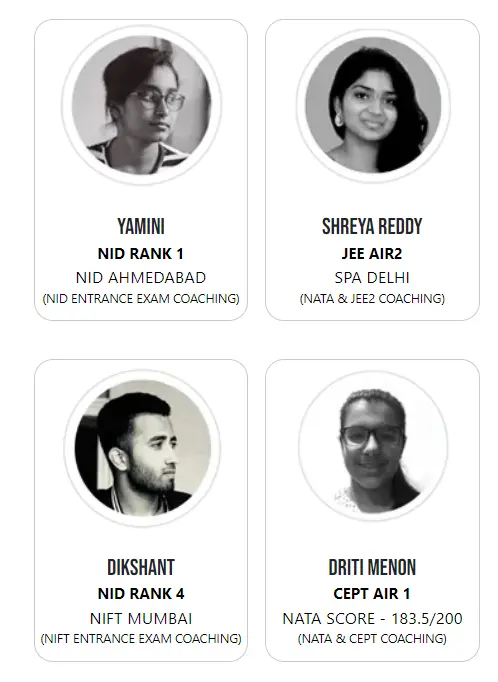 YAMINI
NID RANK 1
NID AHMEDABAD
(NID ENTRANCE EXAM COACHING)
SHREYA REDDY
JEE AIR2
SPA DELHI
(NATA & JEE2 COACHING)
DIKSHANT
NID RANK 4
NIFT MUMBAI
(NIFT ENTRANCE EXAM COACHING)
DRITI MENON
CEPT AIR 1
NATA SCORE - 183.5/200
(NATA & CEPT COACHING)